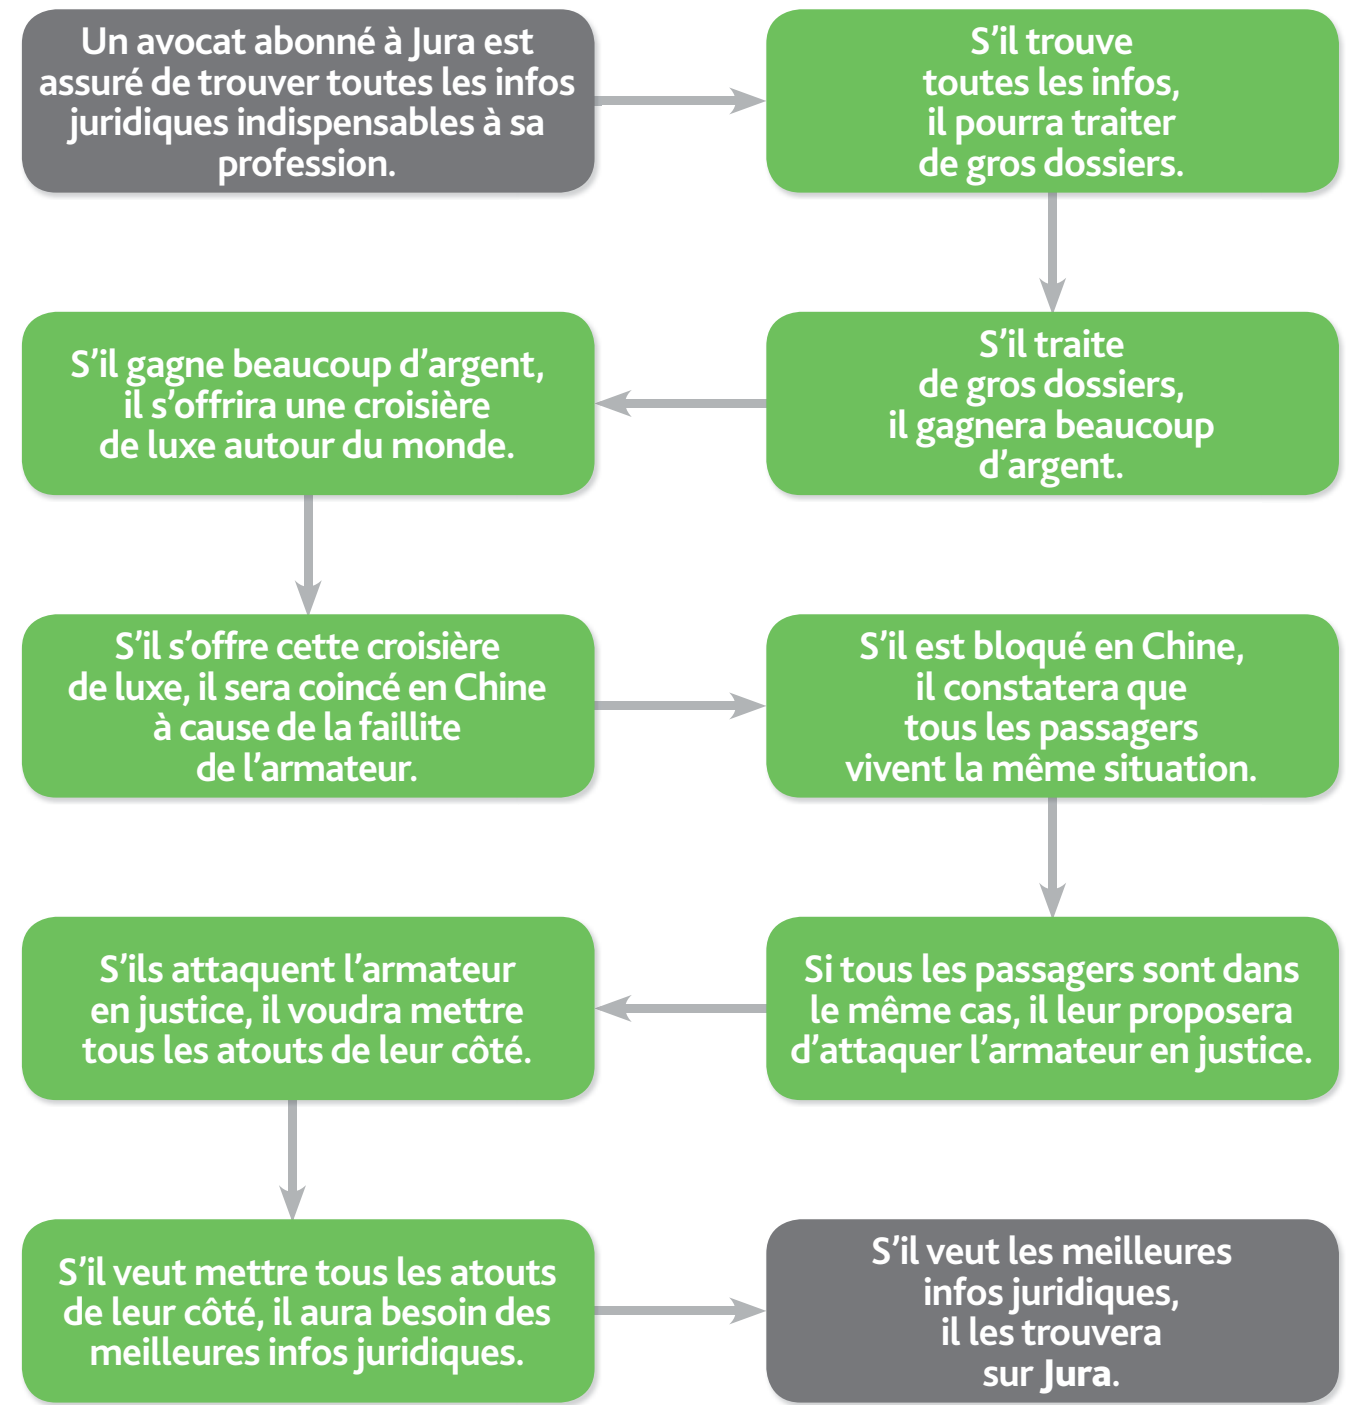 Un avocat abonné à Jura est
assuré de trouver toutes les infos
juridiques indispensables à sa
profession.
S’il trouve
toutes les infos,
il pourra traiter
de gros dossiers.
S’il traite
de gros dossiers,
il gagnera beaucoup
d’argent.
S’il gagne beaucoup d’argent,
il s’offrira une croisière
de luxe autour du monde.
S’il s’offre cette croisière
de luxe, il sera coincé en Chine
à cause de la faillite
de l’armateur.
S’il est bloqué en Chine,
il constatera que
tous les passagers
vivent la même situation.
Si tous les passagers sont dans
le même cas, il leur proposera
d’attaquer l’armateur en justice.
S’ils attaquent l’armateur
en justice, il voudra mettre
tous les atouts de leur côté.
S’il veut mettre tous les atouts
de leur côté, il aura besoin des
meilleures infos juridiques.
S’il veut les meilleures
infos juridiques,
il les trouvera
sur Jura.